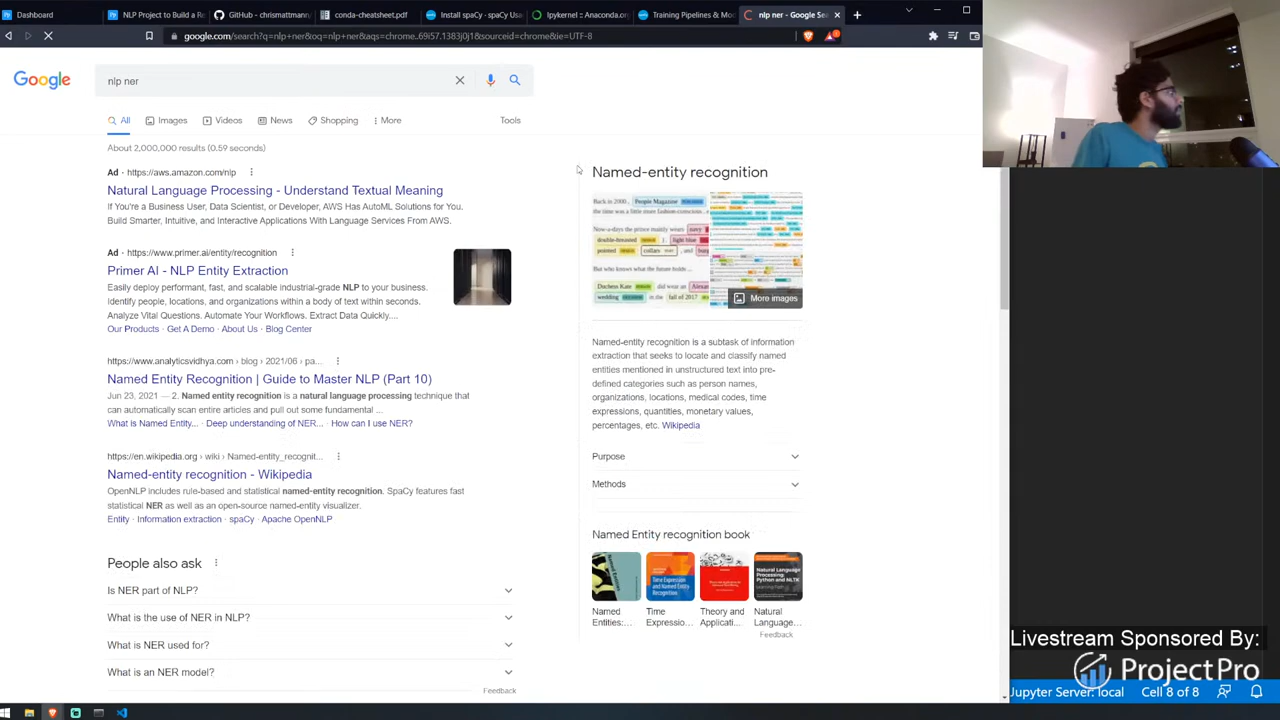 Dashboard
NLP Project to Build a Re
GitHub - chrismattmann/
conda-cheatsheet.pdf
Install spaCy · spaCy Usa
Ipykernel :: Anaconda.org
Training Pipelines & Mod
nlp ner - Google Sea
google.com/search?q=nlp+ner&oq=nlp+ner&aqs=chrome..69i57.1383j0j1&sourceid=chrome&ie=UTF-8
Google
nlp ner
All
Images
Videos
News
Shopping
More
Tools
About 2,000,000 results (0.59 seconds)
Ad · https://aws.amazon.com/nlp
Natural Language Processing - Understand Textual Meaning
If You're a Business User, Data Scientist, or Developer, AWS Has AutoML Solutions for You.
Build Smarter, Intuitive, and Interactive Applications With Language Services From AWS.
Ad · https://www.primer.ai/entity/recognition
Primer AI - NLP Entity Extraction
Easily deploy performant, fast, and scalable industrial-grade NLP to your business.
Identify people, locations, and organizations within a body of text within seconds.
Analyze Vital Questions. Automate Your Workflows. Extract Data Quickly....
Our Products · Get A Demo · About Us · Blog Center
https://www.analyticsvidhya.com › blog › 2021/06 › pa...
Named Entity Recognition | Guide to Master NLP (Part 10)
Jun 23, 2021 — 2. Named entity recognition is a natural language processing technique that
can automatically scan entire articles and pull out some fundamental ...
What is Named Entity... · Deep understanding of NER... · How can I use NER?
https://en.wikipedia.org › wiki › Named-entity_recognit...
Named-entity recognition - Wikipedia
OpenNLP includes rule-based and statistical named-entity recognition. SpaCy features fast
statistical NER as well as an open-source named-entity visualizer.
Entity · Information extraction · spaCy · Apache OpenNLP
People also ask
Is NER part of NLP?
What is the use of NER in NLP?
What is NER used for?
What is an NER model?
Feedback
Named-entity recognition
More images
Named-entity recognition is a subtask of information
extraction that seeks to locate and classify named
entities mentioned in unstructured text into pre-
defined categories such as person names,
organizations, locations, medical codes, time
expressions, quantities, monetary values,
percentages, etc. Wikipedia
Purpose
Methods
Named Entity recognition book
Named
Entities:...
Time
Expressio...
Theory and
Applicati...
Natural
Language...
Feedback
Livestream Sponsored By:
ProjectPro
Jupyter Server: local
Cell 8 of 8